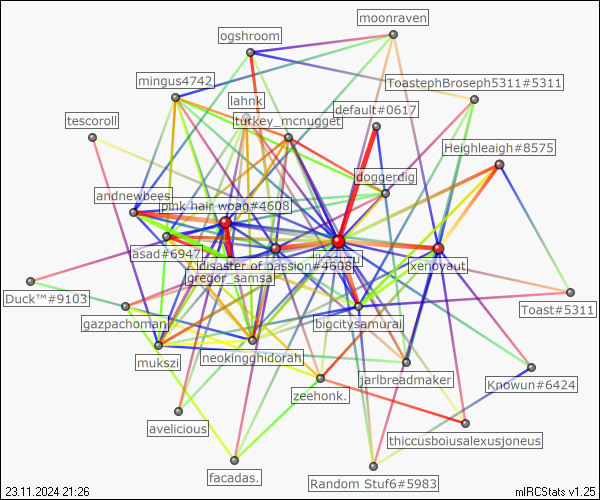 moonraven
ogshroom
mingus4742
ToastephBroseph5311#5311
lahnk
default#0617
tescoroll
turkey_mcnugget
Heighleaigh#8575
doggerdig
andnewbees
pink hair woag#4608
lasad#6947
disaster of passion#4608
xenoyaut
gregor_samsa
Duck™#9103
Toast#5311
gazpachoman
bigcitysamurai
mukszi
neokingghidorah
jarlbreadmaker
Knowun#6424
zeehonk.
avelicious
thiccusboiusalexusjoneus
facadas.
Random Stuf6#5983
23.11.2024 21:26
mIRCStats v1.25